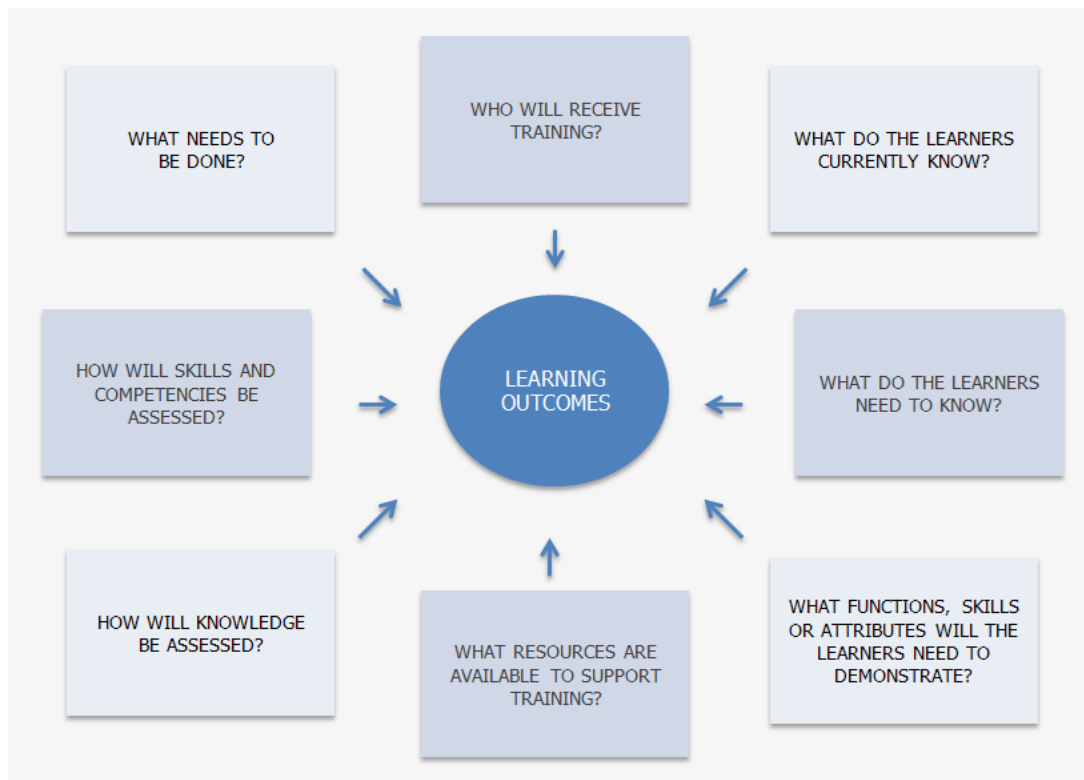 WHAT NEEDS TO
BE DONE?
WHO WILL RECEIVE
TRAINING?
WHAT DO THE LEARNERS
CURRENTLY KNOW?
HOW WILL SKILLS AND
COMPETENCIES BE
ASSESSED?
LEARNING
OUTCOMES
WHAT DO THE LEARNERS
NEED TO KNOW?
HOW WILL KNOWLEDGE
BE ASSESSED?
WHAT RESOURCES ARE
AVAILABLE TO SUPPORT
TRAINING?
WHAT FUNCTIONS, SKILLS
OR ATTRIBUTES WILL THE
LEARNERS NEED TO
DEMONSTRATE?